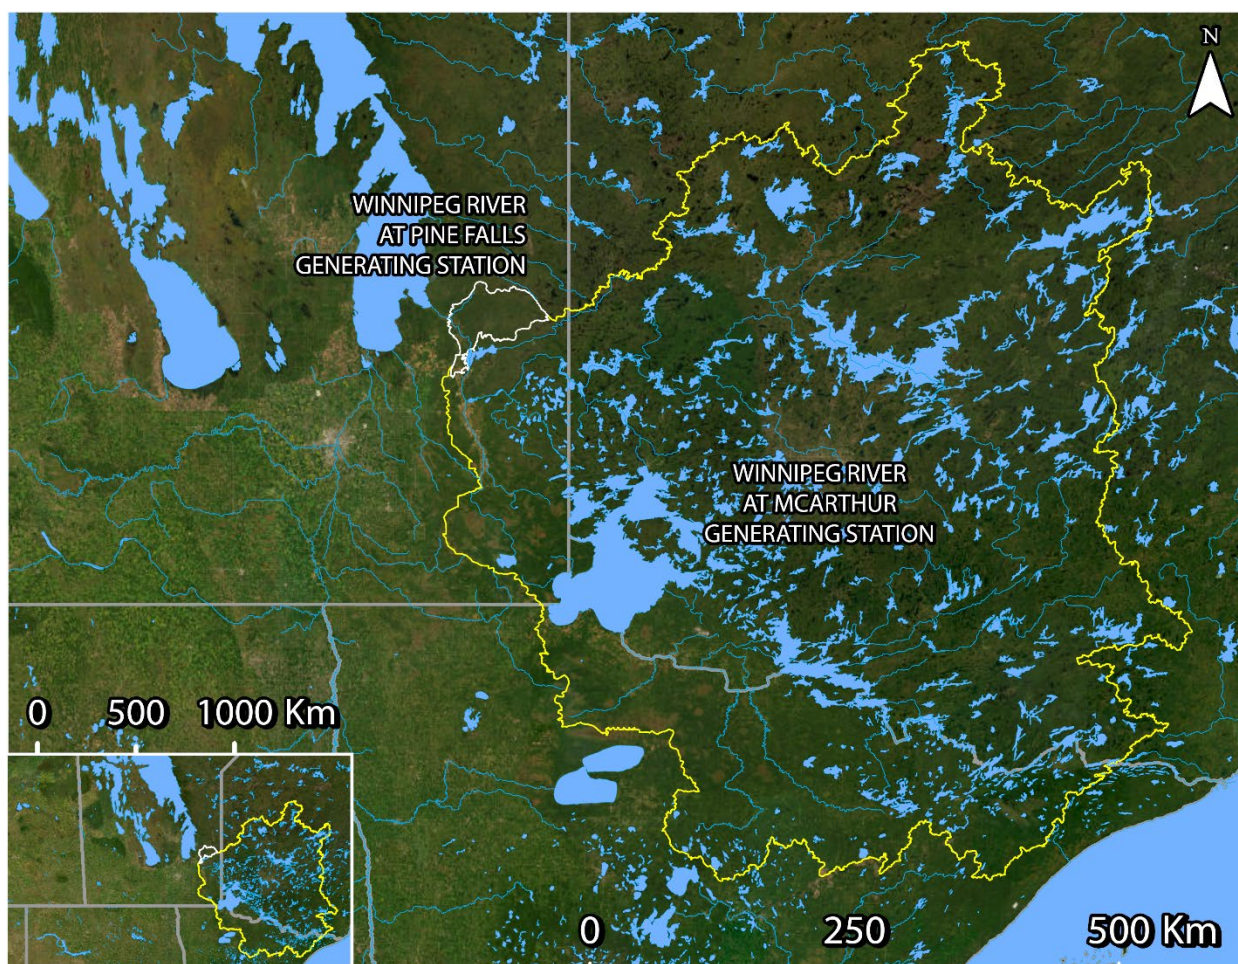 N
WINNIPEG RIVER
AT PINE FALLS
GENERATING STATION
WINNIPEG RIVER
AT MCARTHUR
GENERATING STATION
0 500 1000 Km
0 250 500 Km